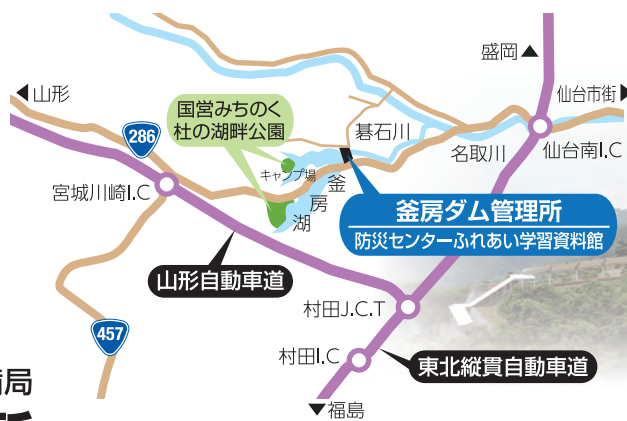 盛岡▲
◀山形
仙台市街▶
国営みちのく
杜の湖畔公園
286
碁石川
名取川
仙台南I.C
キャンプ場
宮城川崎I.C
釜房湖
釜房ダム管理所
防災センターふれあい学習資料館
山形自動車道
村田J.C.T
457
村田I.C
東北縦貫自動車道
局
▼福島